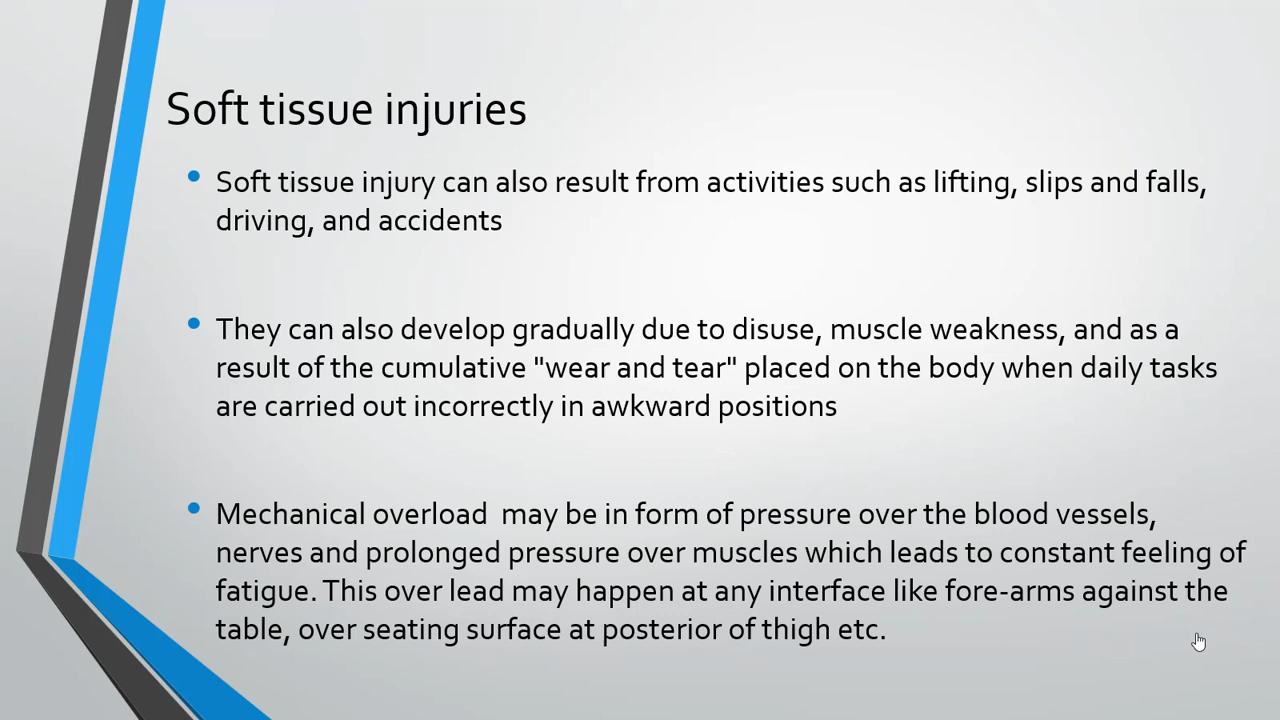 Soft tissue injuries
• Soft tissue injury can also result from activities such as lifting, slips and falls,
driving, and accidents
• They can also develop gradually due to disuse, muscle weakness, and as a
result of the cumulative "wear and tear" placed on the body when daily tasks
are carried out incorrectly in awkward positions
• Mechanical overload  may be in form of pressure over the blood vessels,
nerves and prolonged pressure over muscles which leads to constant feeling of
fatigue. This over lead may happen at any interface like fore-arms against the
table, over seating surface at posterior of thigh etc.